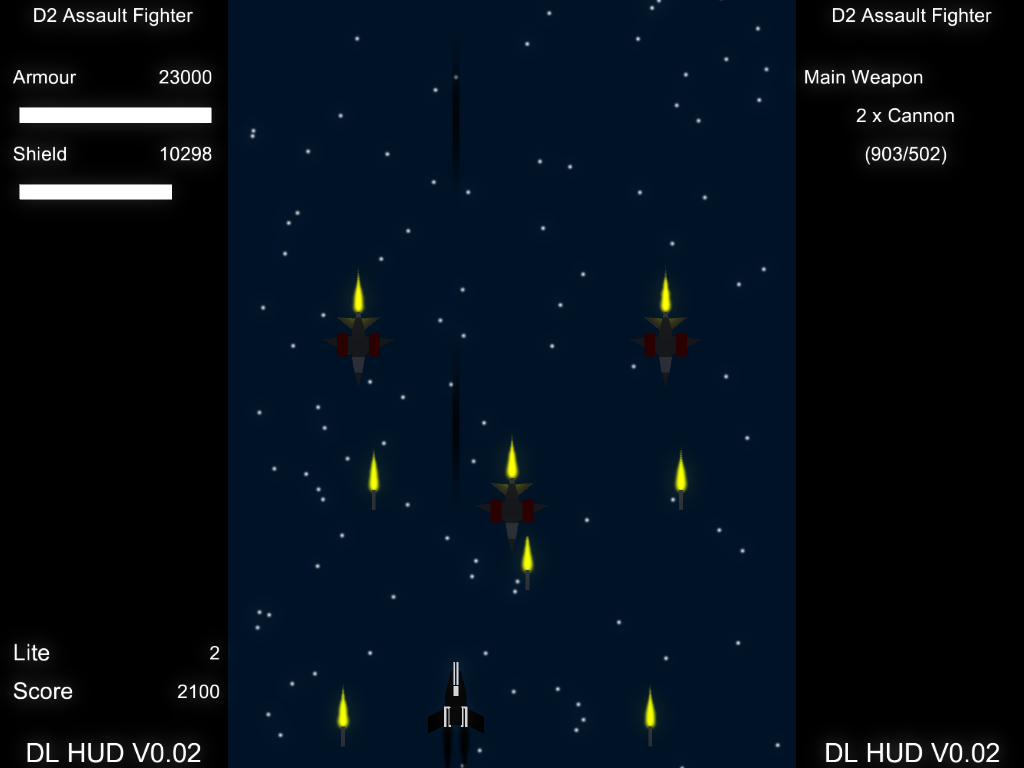 D2 Assault Fighter
Armour 23000
Shield 10298
Lite 2
Score 2100
DL HUD V0.02
D2 Assault Fighter
Main Weapon
2 x Cannon
(903/502)
DL HUD V0.02